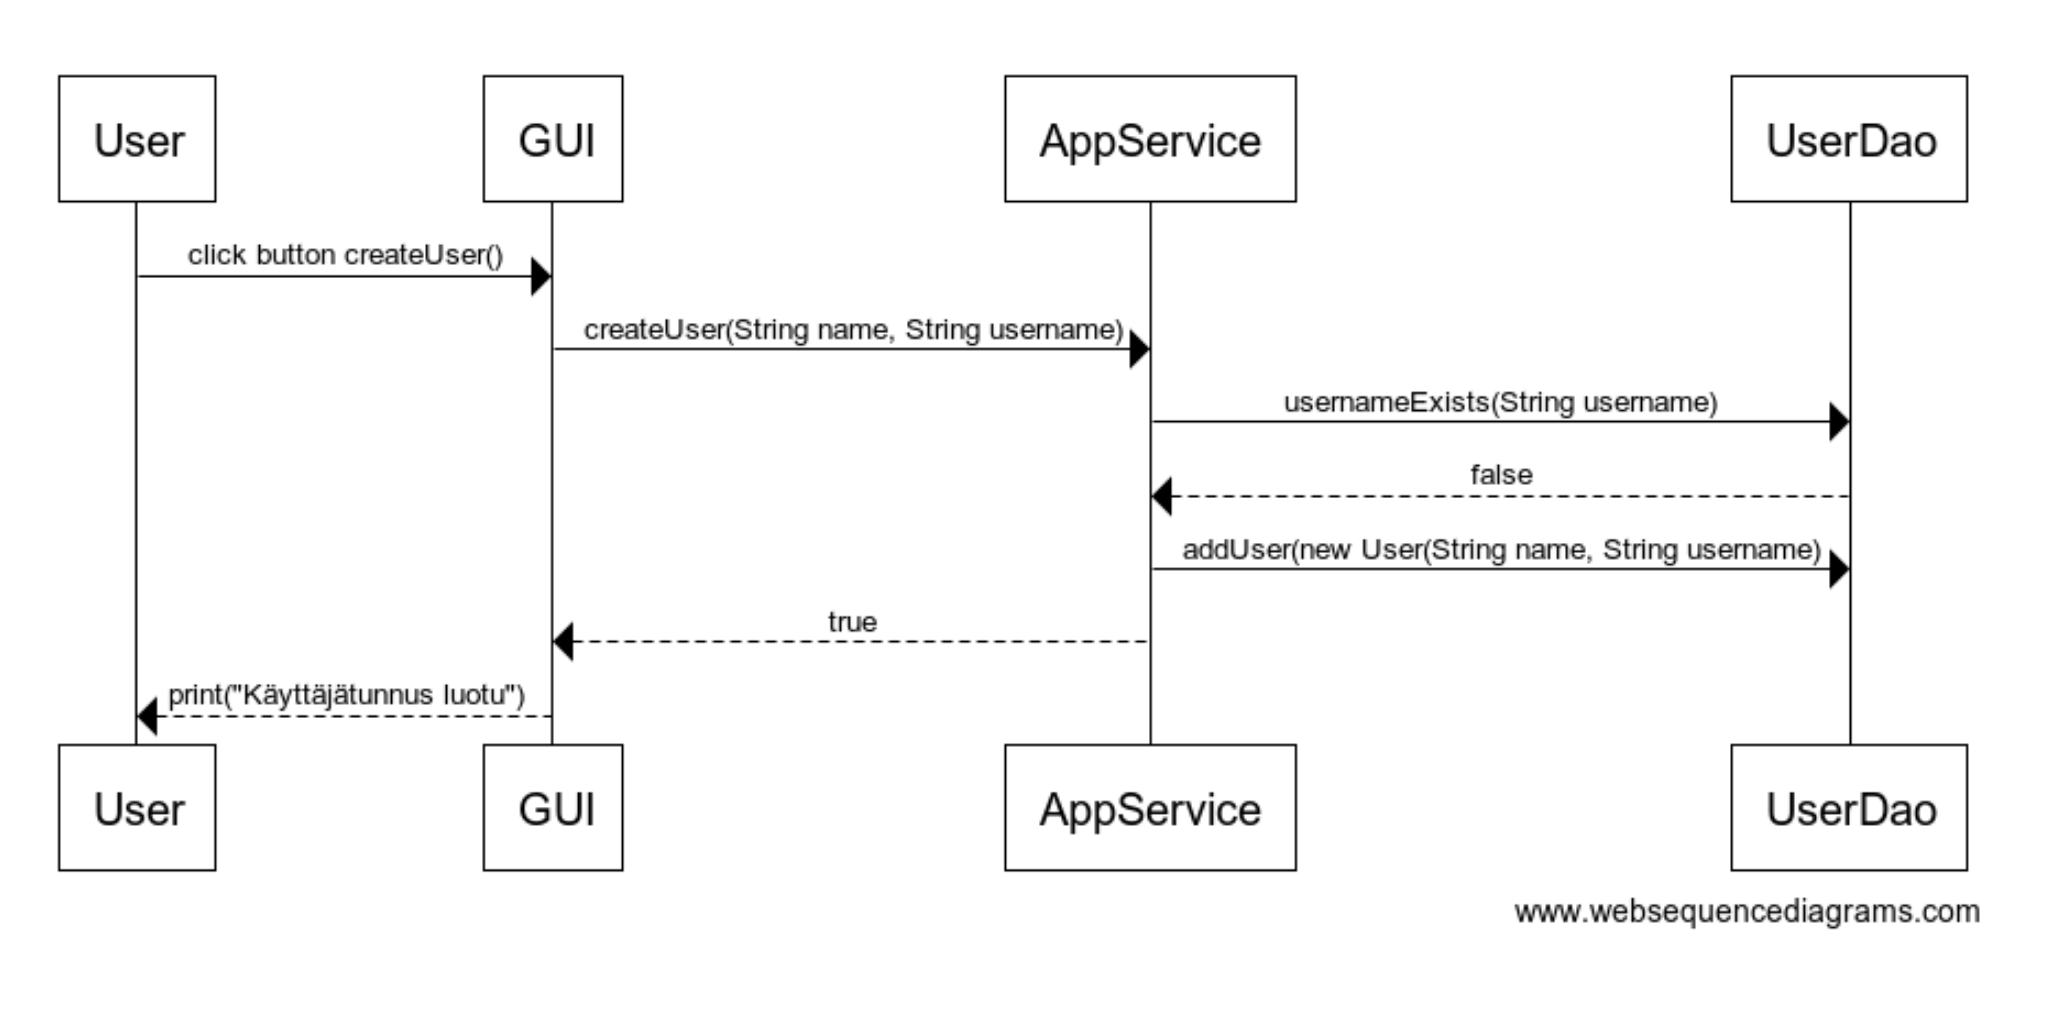 User
GUI
AppService
UserDao
click button createUser()
createUser(String name, String username)
usernameExists(String username)
false
addUser(new User(String name, String username)
true
print("Käyttäjätunnus luotu")
User
GUI
AppService
UserDao
www.websequencediagrams.com